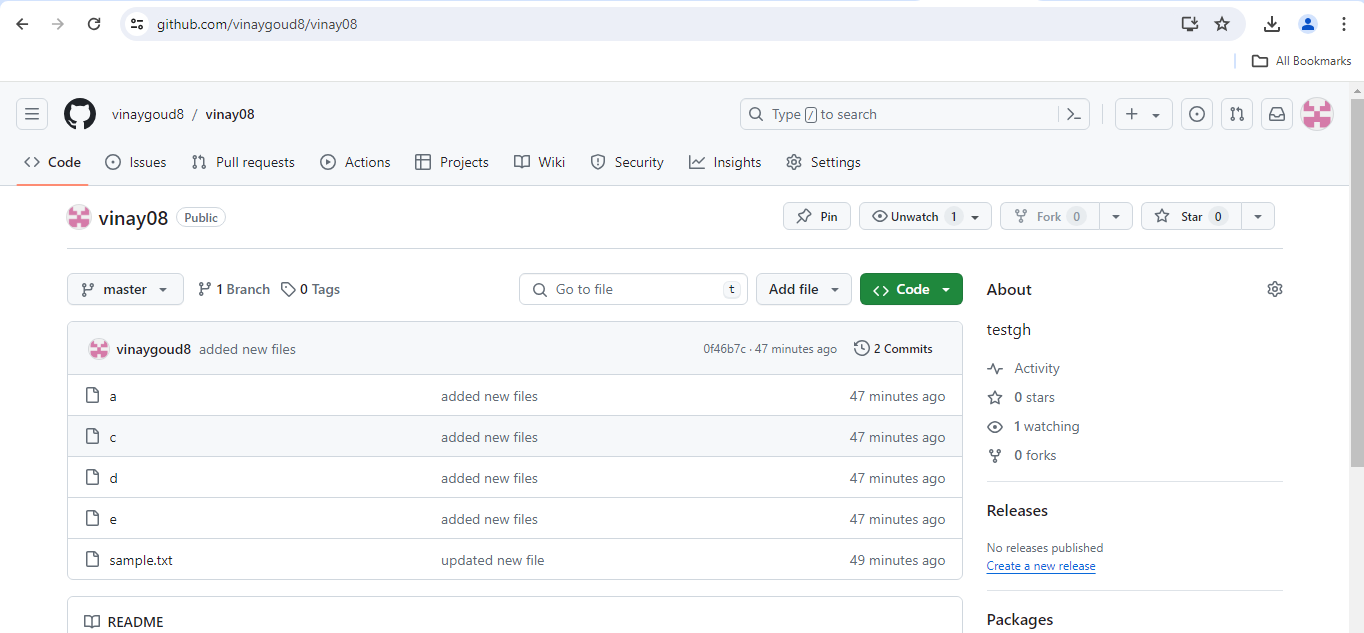 github.com/vinaygoud8/vinay08
All Bookmarks
vinaygoud8 / vinay08
Type / to search
Code Issues Pull requests Actions Projects Wiki Security Insights Settings
vinay08 Public
Pin Unwatch 1 Fork 0 Star 0
master 1 Branch 0 Tags Go to file t Add file Code
About
testgh
vinaygoud8 added new files 0f46b7c · 47 minutes ago 2 Commits
Activity
a added new files 47 minutes ago
0 stars
1 watching
c added new files 47 minutes ago
0 forks
d added new files 47 minutes ago
Releases
e added new files 47 minutes ago
No releases published
sample.txt updated new file 49 minutes ago
Create a new release
README
Packages